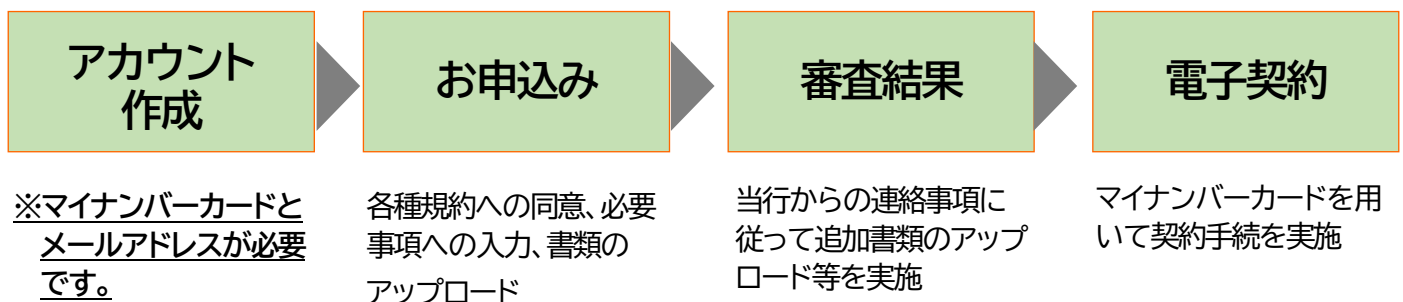 アカウント
作成
お申込み
審査結果
電子契約
※マイナンバーカードと
メールアドレスが必要
です。
各種規約への同意、必要
事項への入力、書類の
アップロード
当行からの連絡事項に
従って追加書類のアップ
ロード等を実施
マイナンバーカードを用
いて契約手続を実施